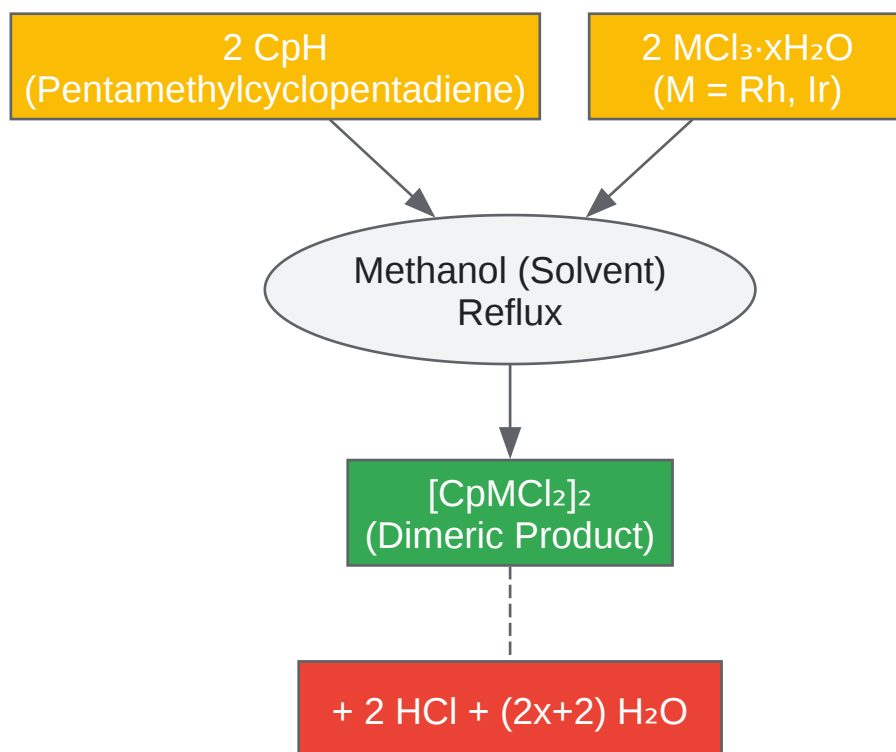 2 CpH
(Pentamethylcyclopentadiene)
2 MCl₃·xH₂O
(M = Rh, Ir)
Methanol (Solvent)
Reflux
[CpMCl₂]₂
(Dimeric Product)
+ 2 HCl + (2x+2) H₂O